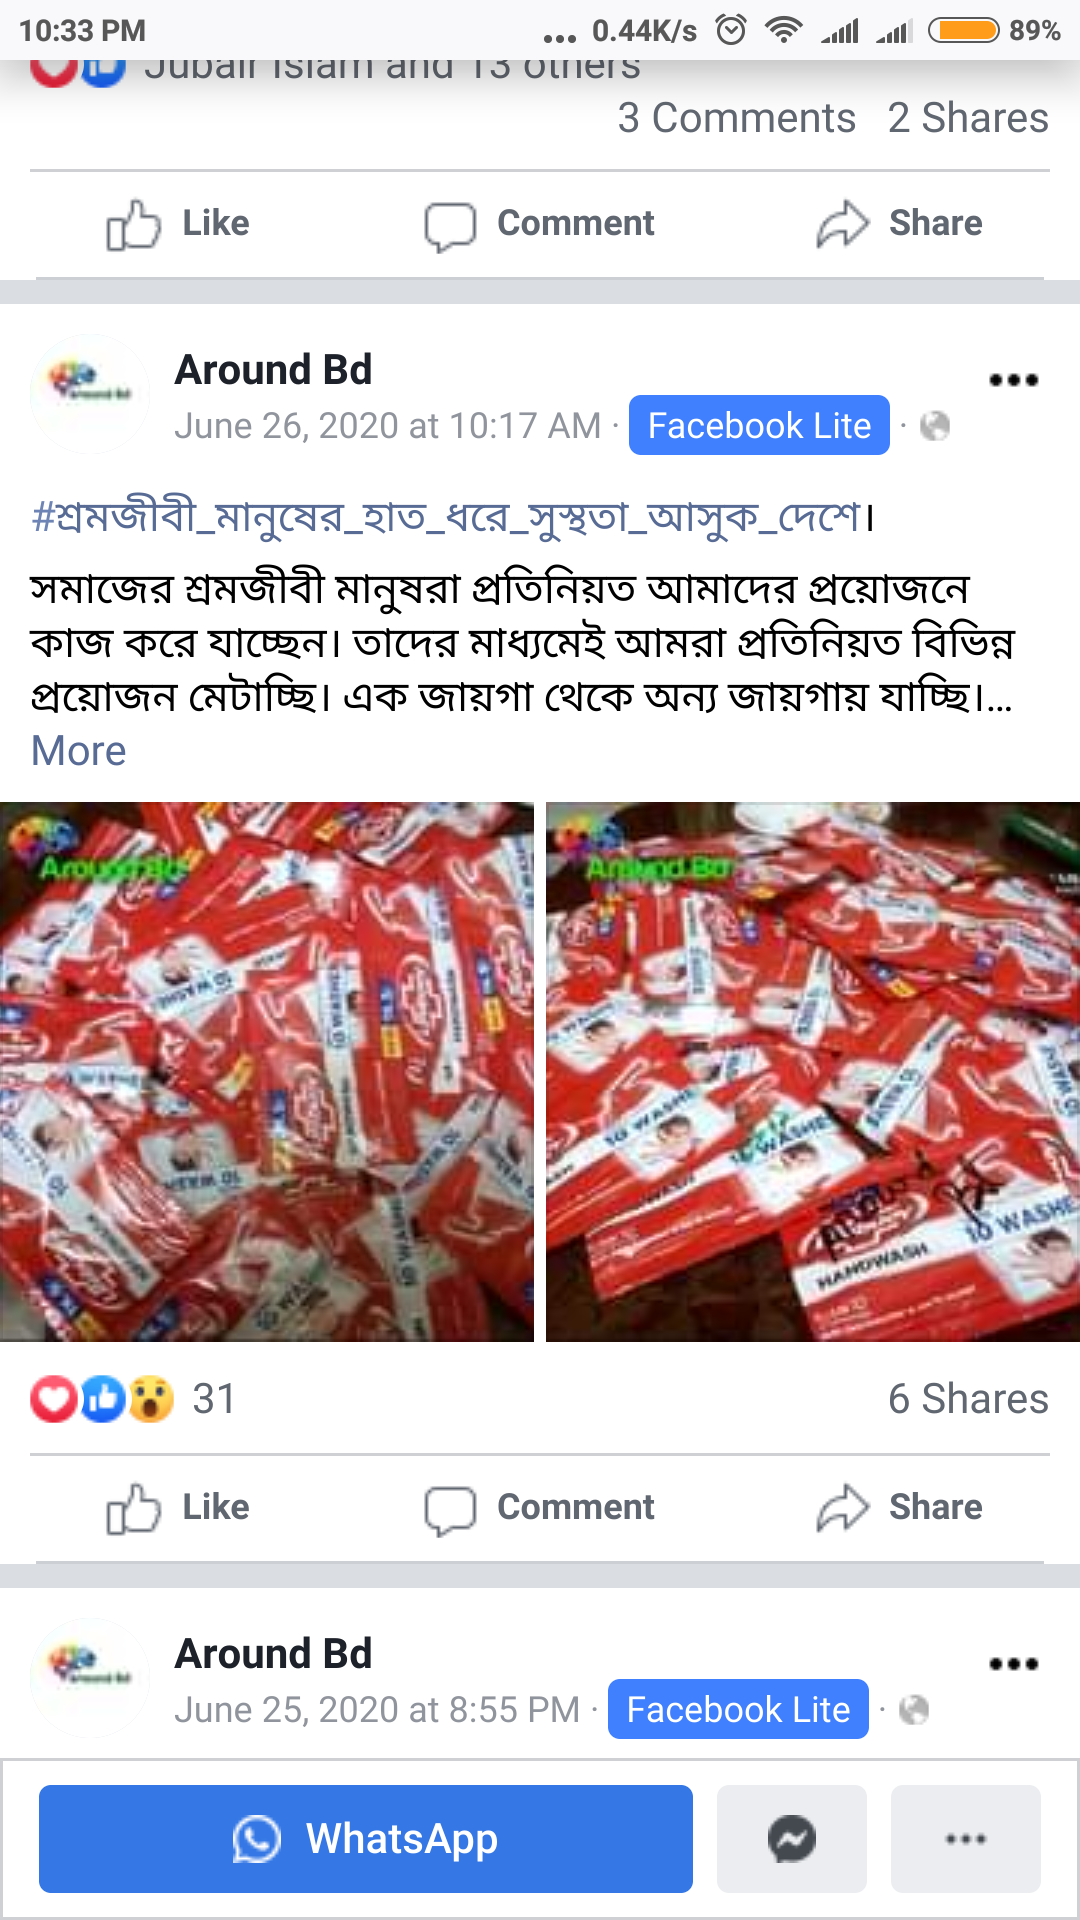 10:33 PM
... 0.44K/s 89%
Jubair Islam and 13 others
3 Comments 2 Shares
Like Comment Share
Around Bd
June 26, 2020 at 10:17 AM · Facebook Lite ·
#শ্রমজীবী_মানুষের_হাত_ধরে_সুস্থতা_আসুক_দেশে।
সমাজের শ্রমজীবী মানুষরা প্রতিনিয়ত আমাদের প্রয়োজনে
কাজ করে যাচ্ছেন। তাদের মাধ্যমেই আমরা প্রতিনিয়ত বিভিন্ন
প্রয়োজন মেটাচ্ছি। এক জায়গা থেকে অন্য জায়গায় যাচ্ছি।...
More
Around Bd
Around Bd
10 WASHE
10 WASHE
HANDWASH 10 WASHE
31 6 Shares
Like Comment Share
Around Bd
June 25, 2020 at 8:55 PM · Facebook Lite ·
WhatsApp